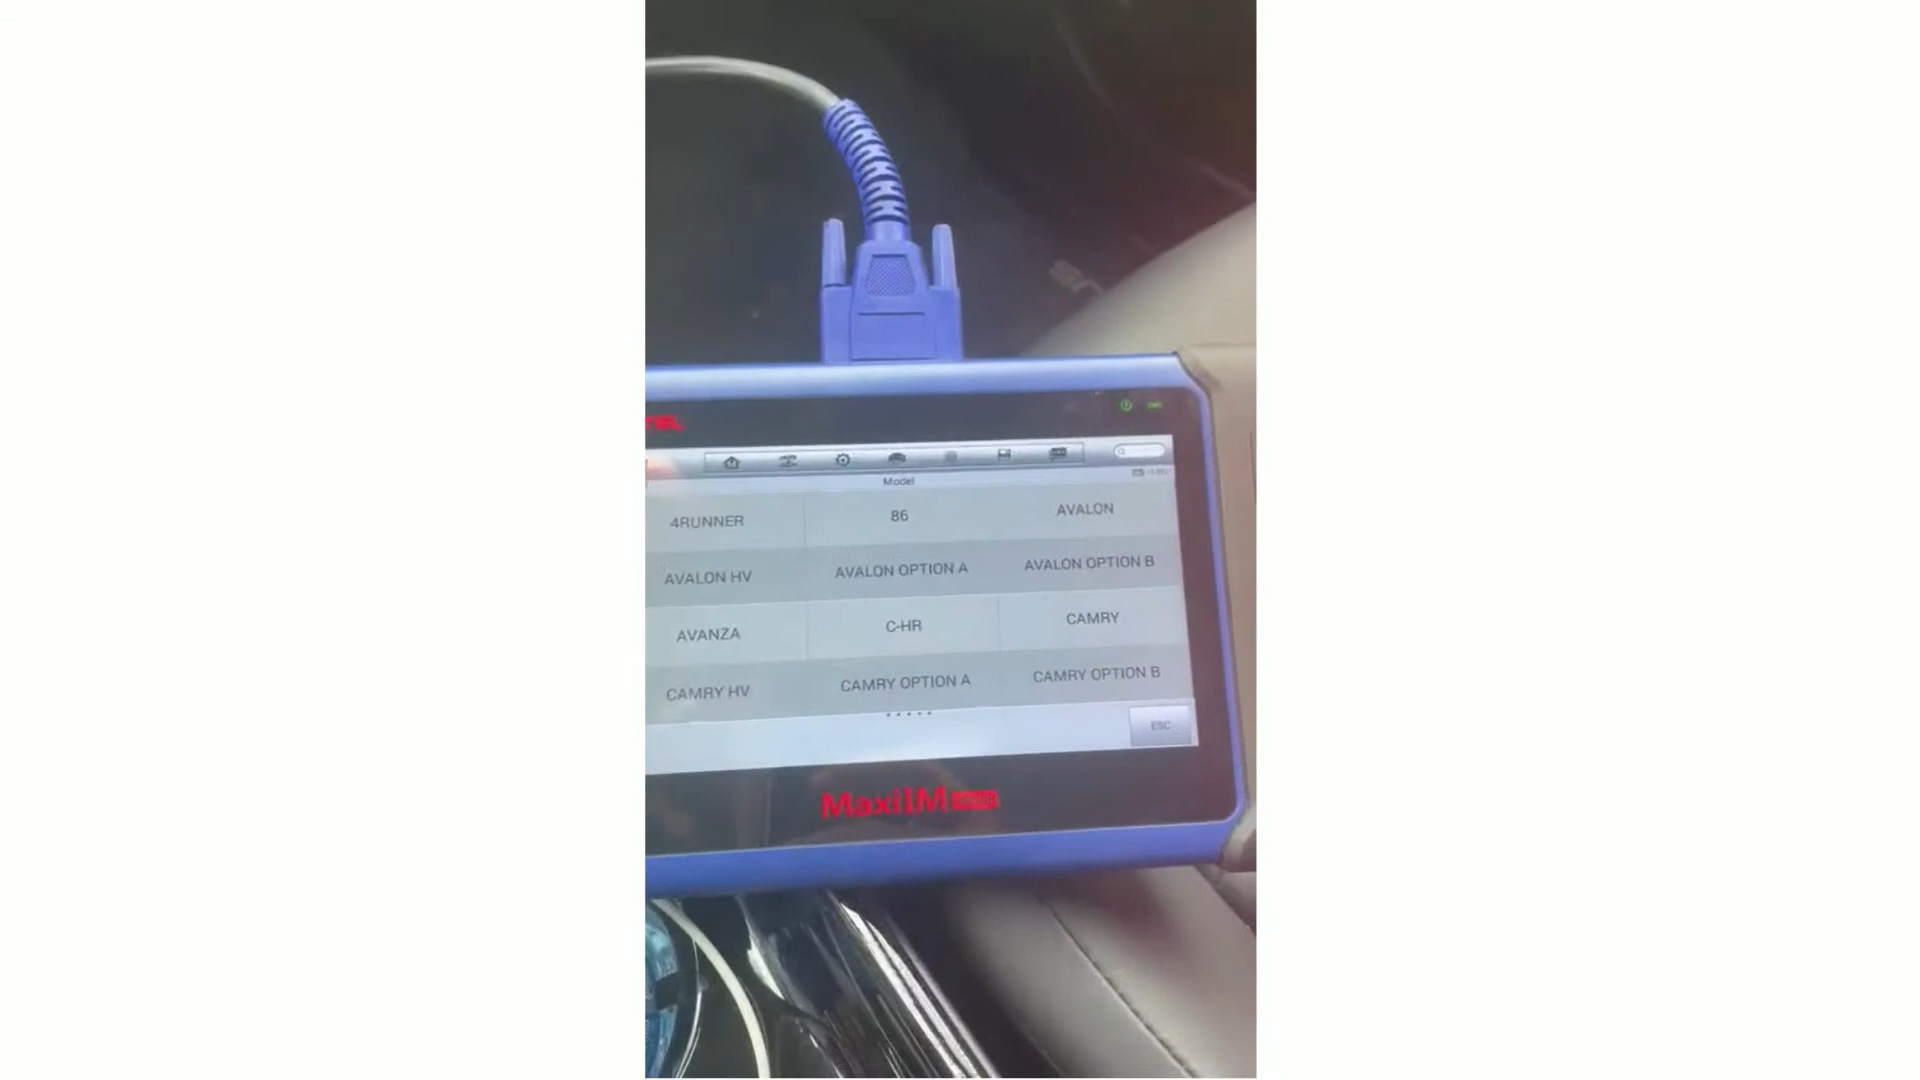 Model
4RUNNER 86 AVALON
AVALON HV AVALON OPTION A AVALON OPTION B
AVANZA C-HR CAMRY
CAMRY HV CAMRY OPTION A CAMRY OPTION B
ESC
MaxiIM